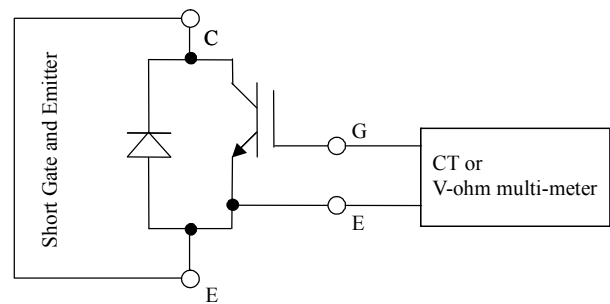 Short Gate and Emitter
C
G
CT or
V-ohm multi-meter
E
E